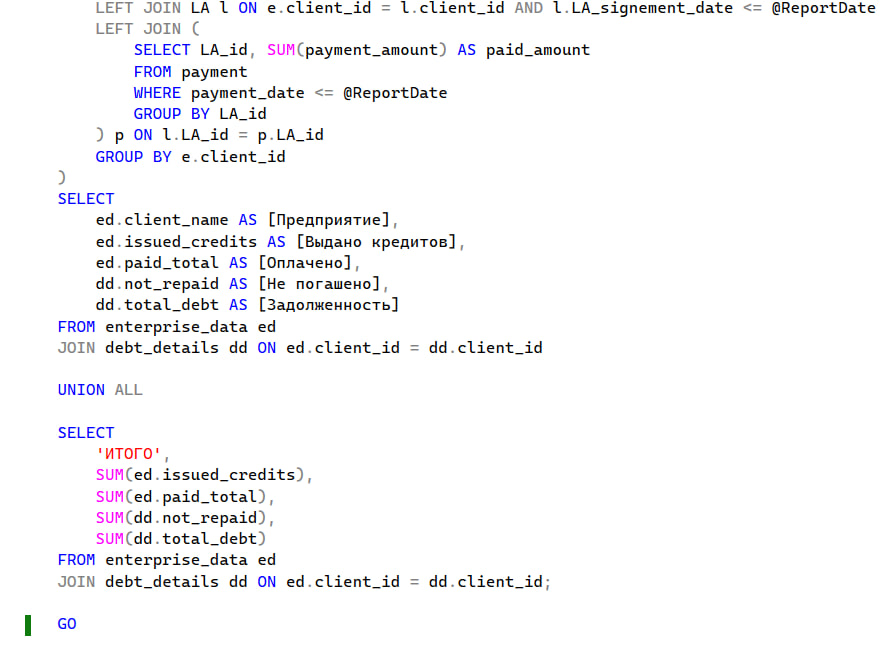 LEFT JOIN LA l ON e.client_id = l.client_id AND l.LA_signement_date <= @ReportDate
LEFT JOIN (
SELECT LA_id, SUM(payment_amount) AS paid_amount
FROM payment
WHERE payment_date <= @ReportDate
GROUP BY LA_id
) p ON l.LA_id = p.LA_id
GROUP BY e.client_id
)
SELECT
ed.client_name AS [Предприятие],
ed.issued_credits AS [Выдано кредитов],
ed.paid_total AS [Оплачено],
dd.not_repaid AS [Не погашено],
dd.total_debt AS [Задолженность]
FROM enterprise_data ed
JOIN debt_details dd ON ed.client_id = dd.client_id
UNION ALL
SELECT
'ИТОГО',
SUM(ed.issued_credits),
SUM(ed.paid_total),
SUM(dd.not_repaid),
SUM(dd.total_debt)
FROM enterprise_data ed
JOIN debt_details dd ON ed.client_id = dd.client_id;
GO